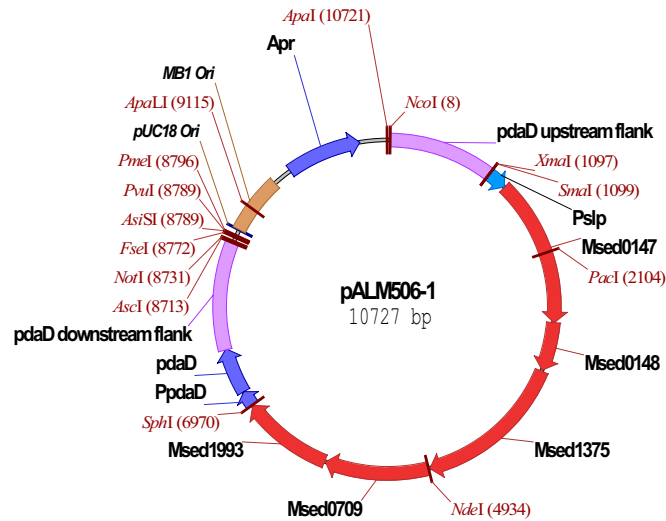 ApaI (10721)
Apr
NcoI (8)
MB1 Ori
pdaD upstream flank
ApaLI (9115)
XmaI (1097)
pUC18 Ori
SmaI (1099)
PmeI (8796)
Pslp
PvuI (8789)
AsiSI (8789)
Msed0147
FseI (8772)
PacI (2104)
NotI (8731)
pALM506-1
AscI (8713)
10727 bp
pdaD downstream flank
Msed0148
pdaD
PpdaD
SphI (6970)
Msed1993
Msed1375
Msed0709
NdeI (4934)